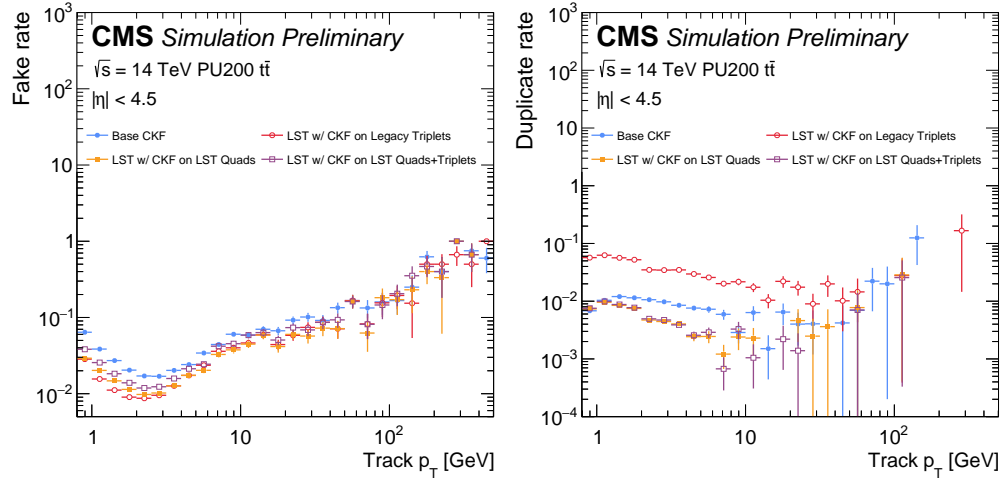 CMS Simulation Preliminary
√s = 14 TeV PU200 tt̄
|η| < 4.5
Base CKF
LST w/ CKF on Legacy Triplets
LST w/ CKF on LST Quads
LST w/ CKF on LST Quads+Triplets
Fake rate
10³
10²
10
1
10⁻¹
10⁻²
1
10
10²
Track p_T [GeV]
CMS Simulation Preliminary
√s = 14 TeV PU200 tt̄
|η| < 4.5
Base CKF
LST w/ CKF on Legacy Triplets
LST w/ CKF on LST Quads
LST w/ CKF on LST Quads+Triplets
Duplicate rate
10³
10²
10
1
10⁻¹
10⁻²
10⁻³
10⁻⁴
1
10
10²
Track p_T [GeV]